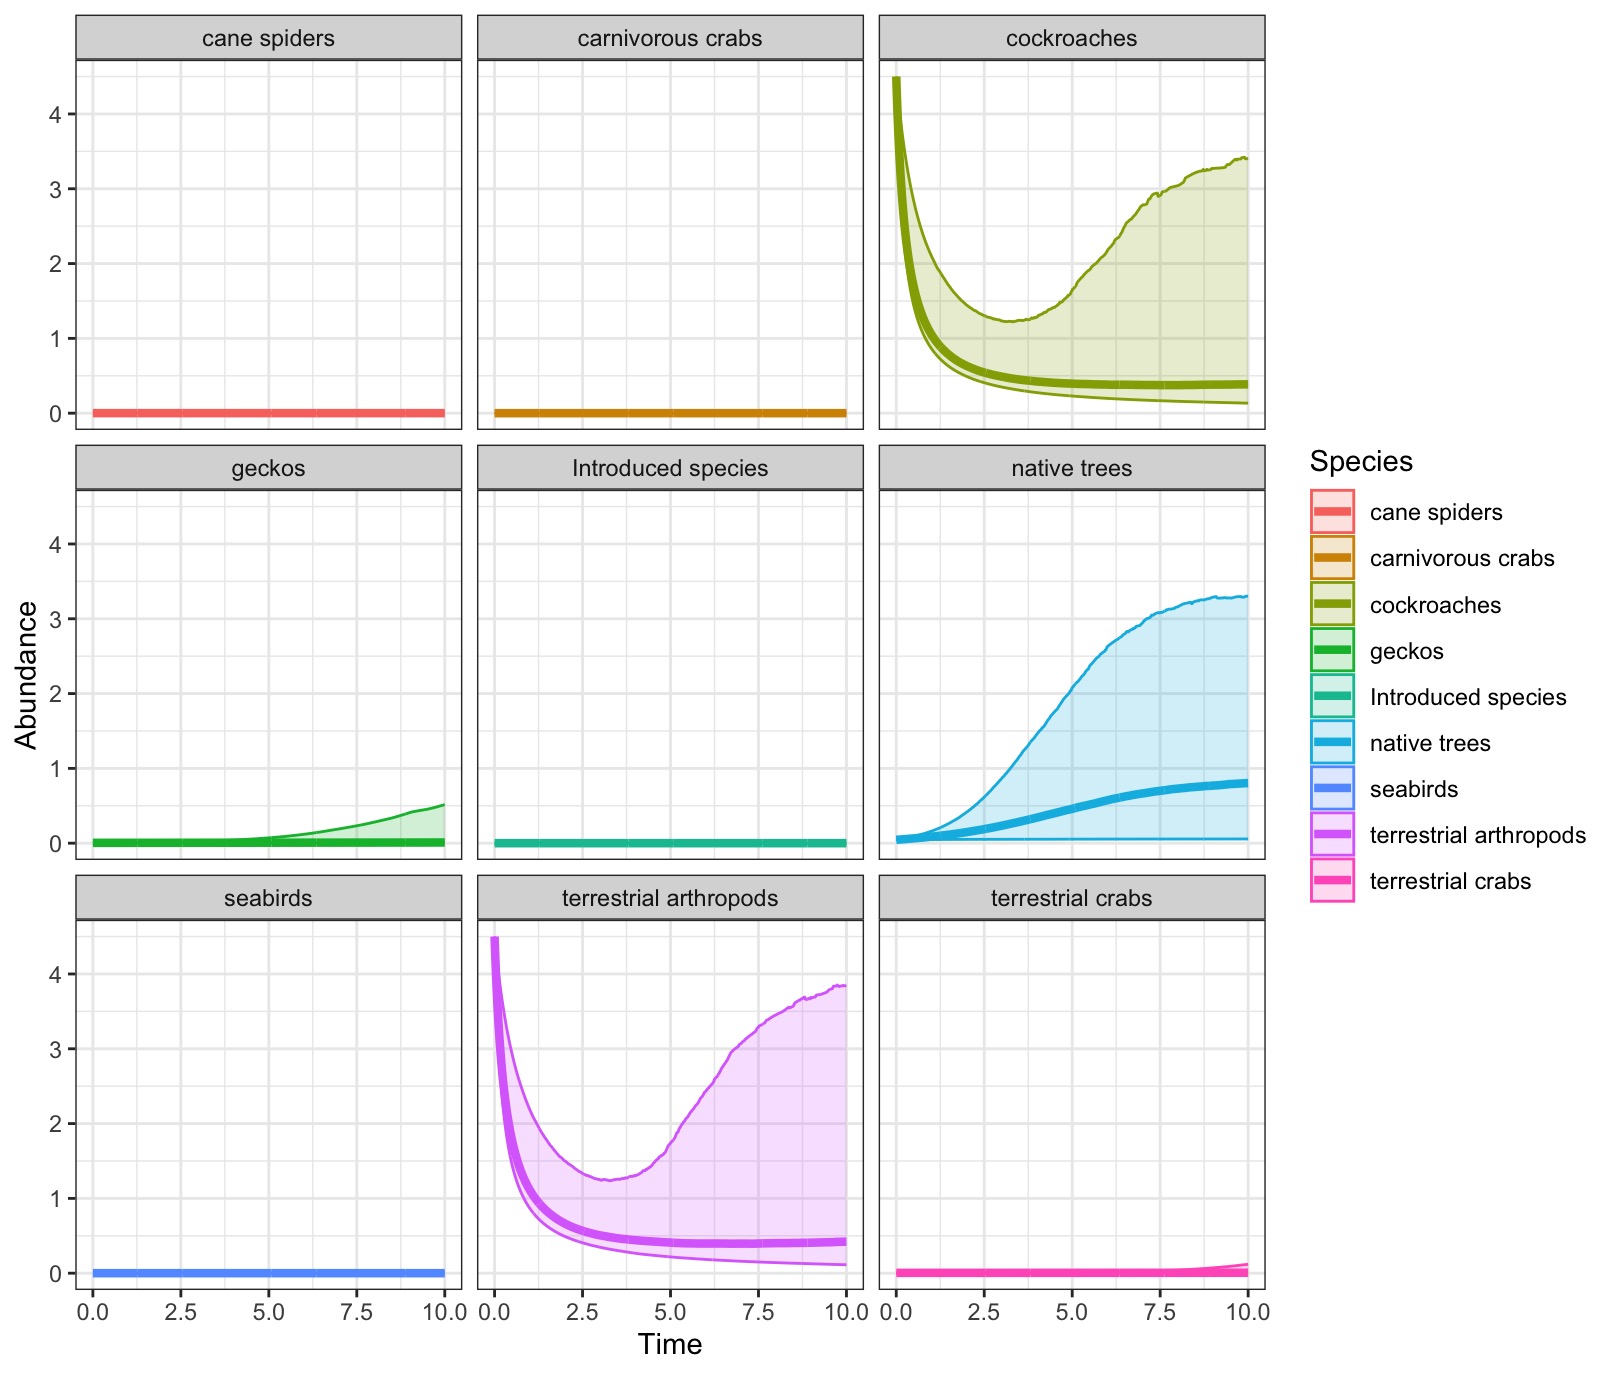 cane spiders carnivorous crabs cockroaches
4
3
2
1
0
geckos Introduced species native trees
4
3
2
1
0
seabirds terrestrial arthropods terrestrial crabs
4
3
2
1
0
0.0 2.5 5.0 7.5 10.0 0.0 2.5 5.0 7.5 10.0 0.0 2.5 5.0 7.5 10.0
Time
Abundance
Species
cane spiders
carnivorous crabs
cockroaches
geckos
Introduced species
native trees
seabirds
terrestrial arthropods
terrestrial crabs